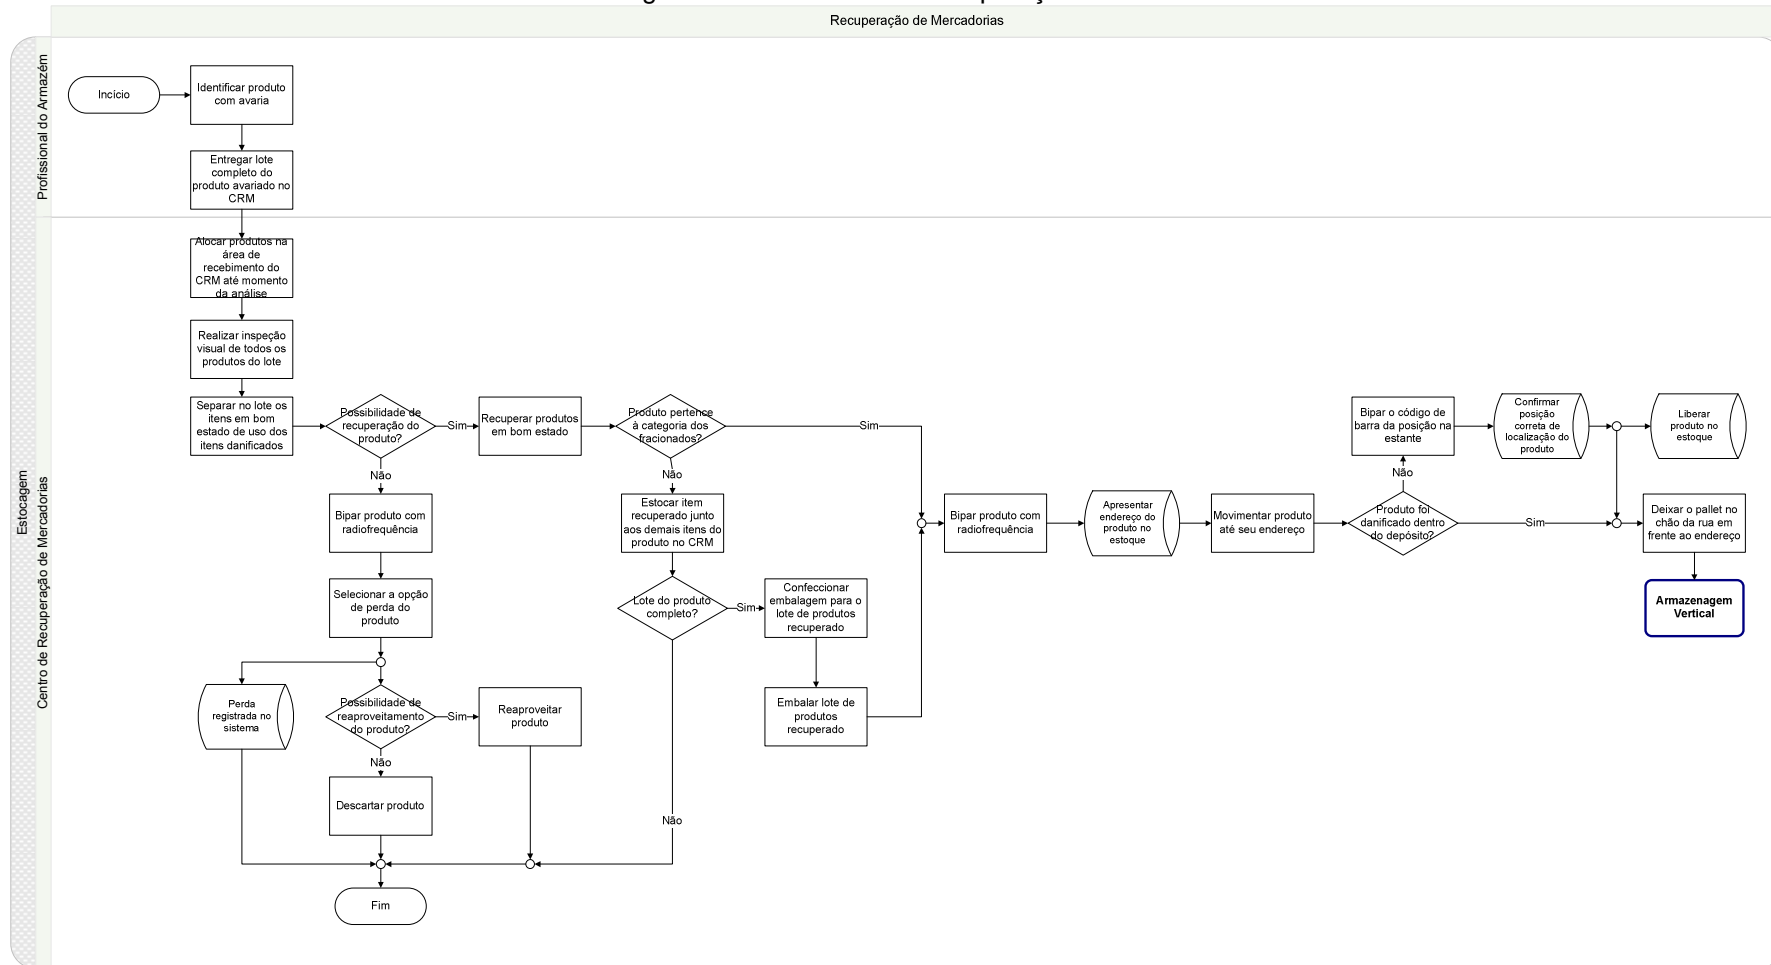 Recuperação de Mercadorias
Estocagem
Profissional do Armazém
Centro de Recuperação de Mercadorias
Incício
Identificar produto
com avaria
Entregar lote
completo do
produto avariado no
CRM
Alocar produtos na
área de
recebimento do
CRM até momento
da análise
Realizar inspeção
visual de todos os
produtos do lote
Separar no lote os
itens em bom
estado de uso dos
itens danificados
Possibilidade de
recuperação do
produto?
Sim
Recuperar produtos
em bom estado
Produto pertence
à categoria dos
fracionados?
Sim
Não
Bipar produto com
radiofrequência
Selecionar a opção
de perda do
produto
Perda
registrada no
sistema
Possibilidade de
reaproveitamento
do produto?
Sim
Reaproveitar
produto
Não
Descartar produto
Fim
Não
Estocar item
recuperado junto
aos demais itens do
produto no CRM
Lote do produto
completo?
Sim
Confeccionar
embalagem para o
lote de produtos
recuperado
Embalar lote de
produtos
recuperado
Não
Bipar produto com
radiofrequência
Apresentar
endereço do
produto no
estoque
Movimentar produto
até seu endereço
Produto foi
danificado dentro
do depósito?
Não
Bipar o código de
barra da posição na
estante
Confirmar
posição
correta de
localização do
produto
Liberar
produto no
estoque
Sim
Deixar o pallet no
chão da rua em
frente ao endereço
Armazenagem
Vertical